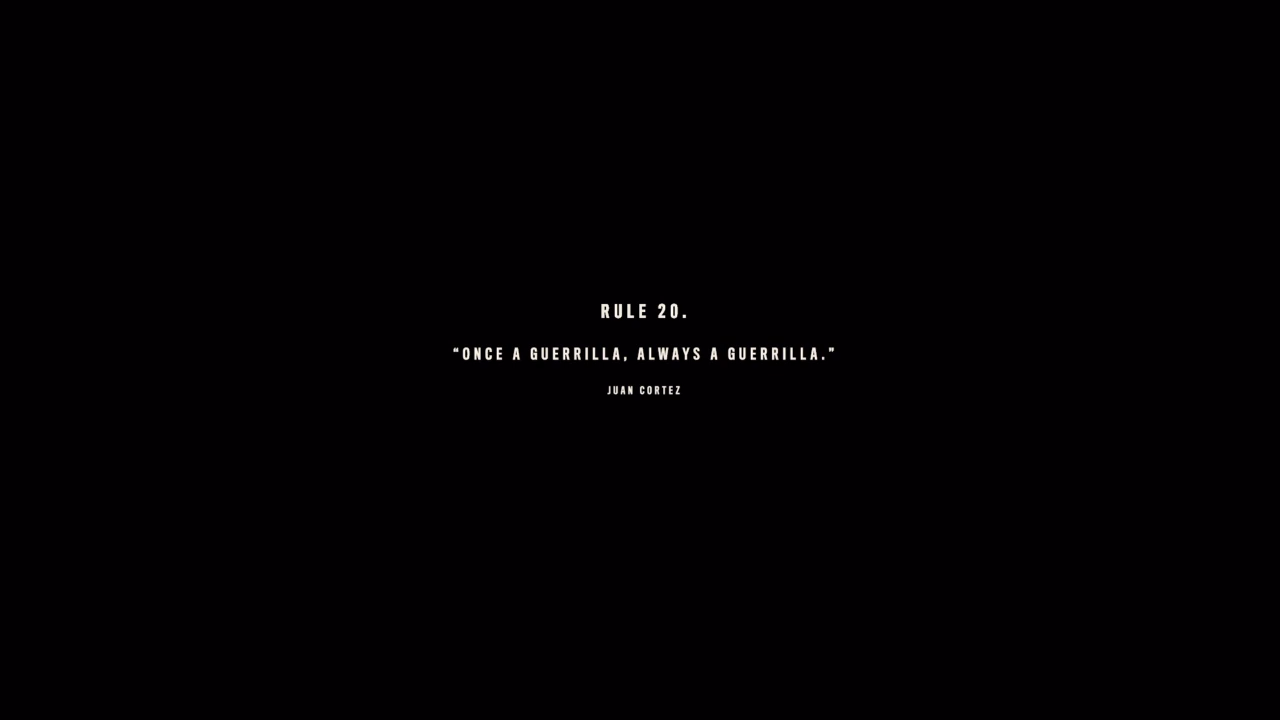 RULE 20.
“ONCE A GUERRILLA, ALWAYS A GUERRILLA.”
JUAN CORTEZ